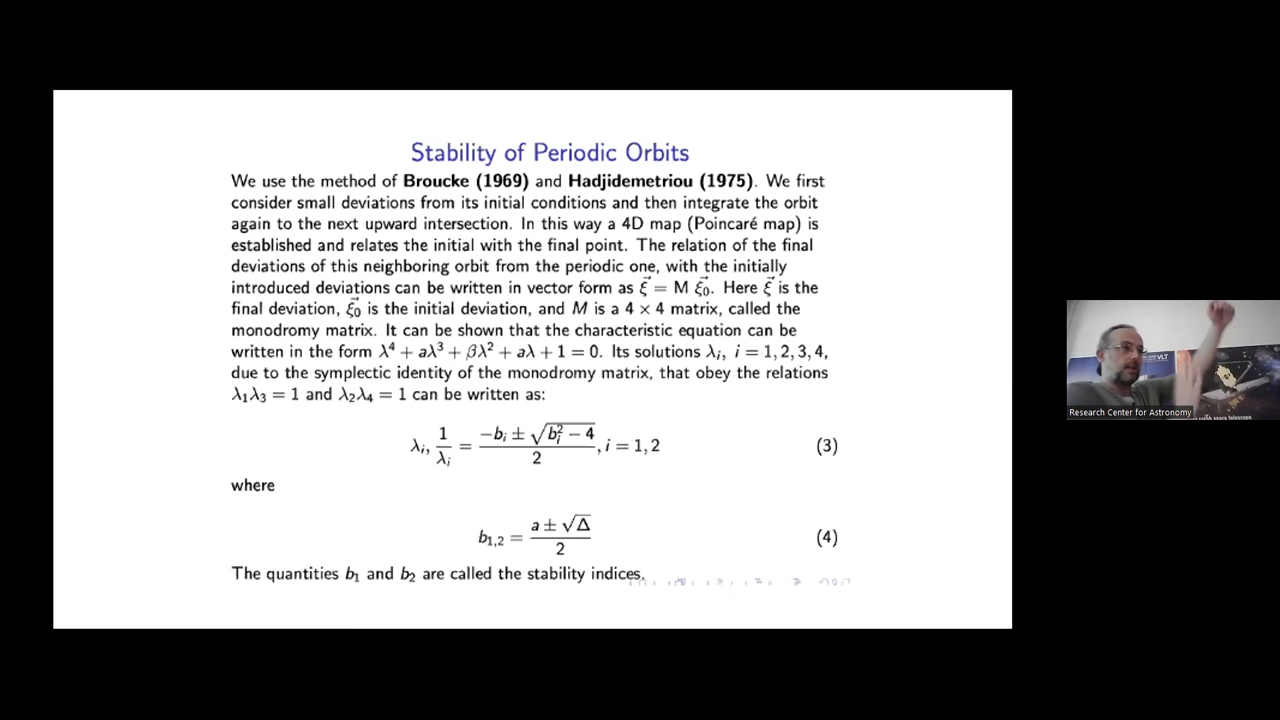 Stability of Periodic Orbits
We use the method of Broucke (1969) and Hadjidemetriou (1975). We first
consider small deviations from its initial conditions and then integrate the orbit
again to the next upward intersection. In this way a 4D map (Poincaré map) is
established and relates the initial with the final point. The relation of the final
deviations of this neighboring orbit from the periodic one, with the initially
introduced deviations can be written in vector form as ξ⃗ = M ξ⃗₀. Here ξ⃗ is the
final deviation, ξ⃗₀ is the initial deviation, and M is a 4 × 4 matrix, called the
monodromy matrix. It can be shown that the characteristic equation can be
written in the form λ⁴ + aλ³ + βλ² + aλ + 1 = 0. Its solutions λᵢ, i = 1, 2, 3, 4,
due to the symplectic identity of the monodromy matrix, that obey the relations
λ₁λ₃ = 1 and λ₂λ₄ = 1 can be written as:
λᵢ, 1/λᵢ = (−bᵢ ± √(bᵢ² − 4))/2, i = 1, 2 (3)
where
b₁,₂ = (a ± √Δ)/2 (4)
The quantities b₁ and b₂ are called the stability indices.
VLT
Research Center for Astronomy
space telescope